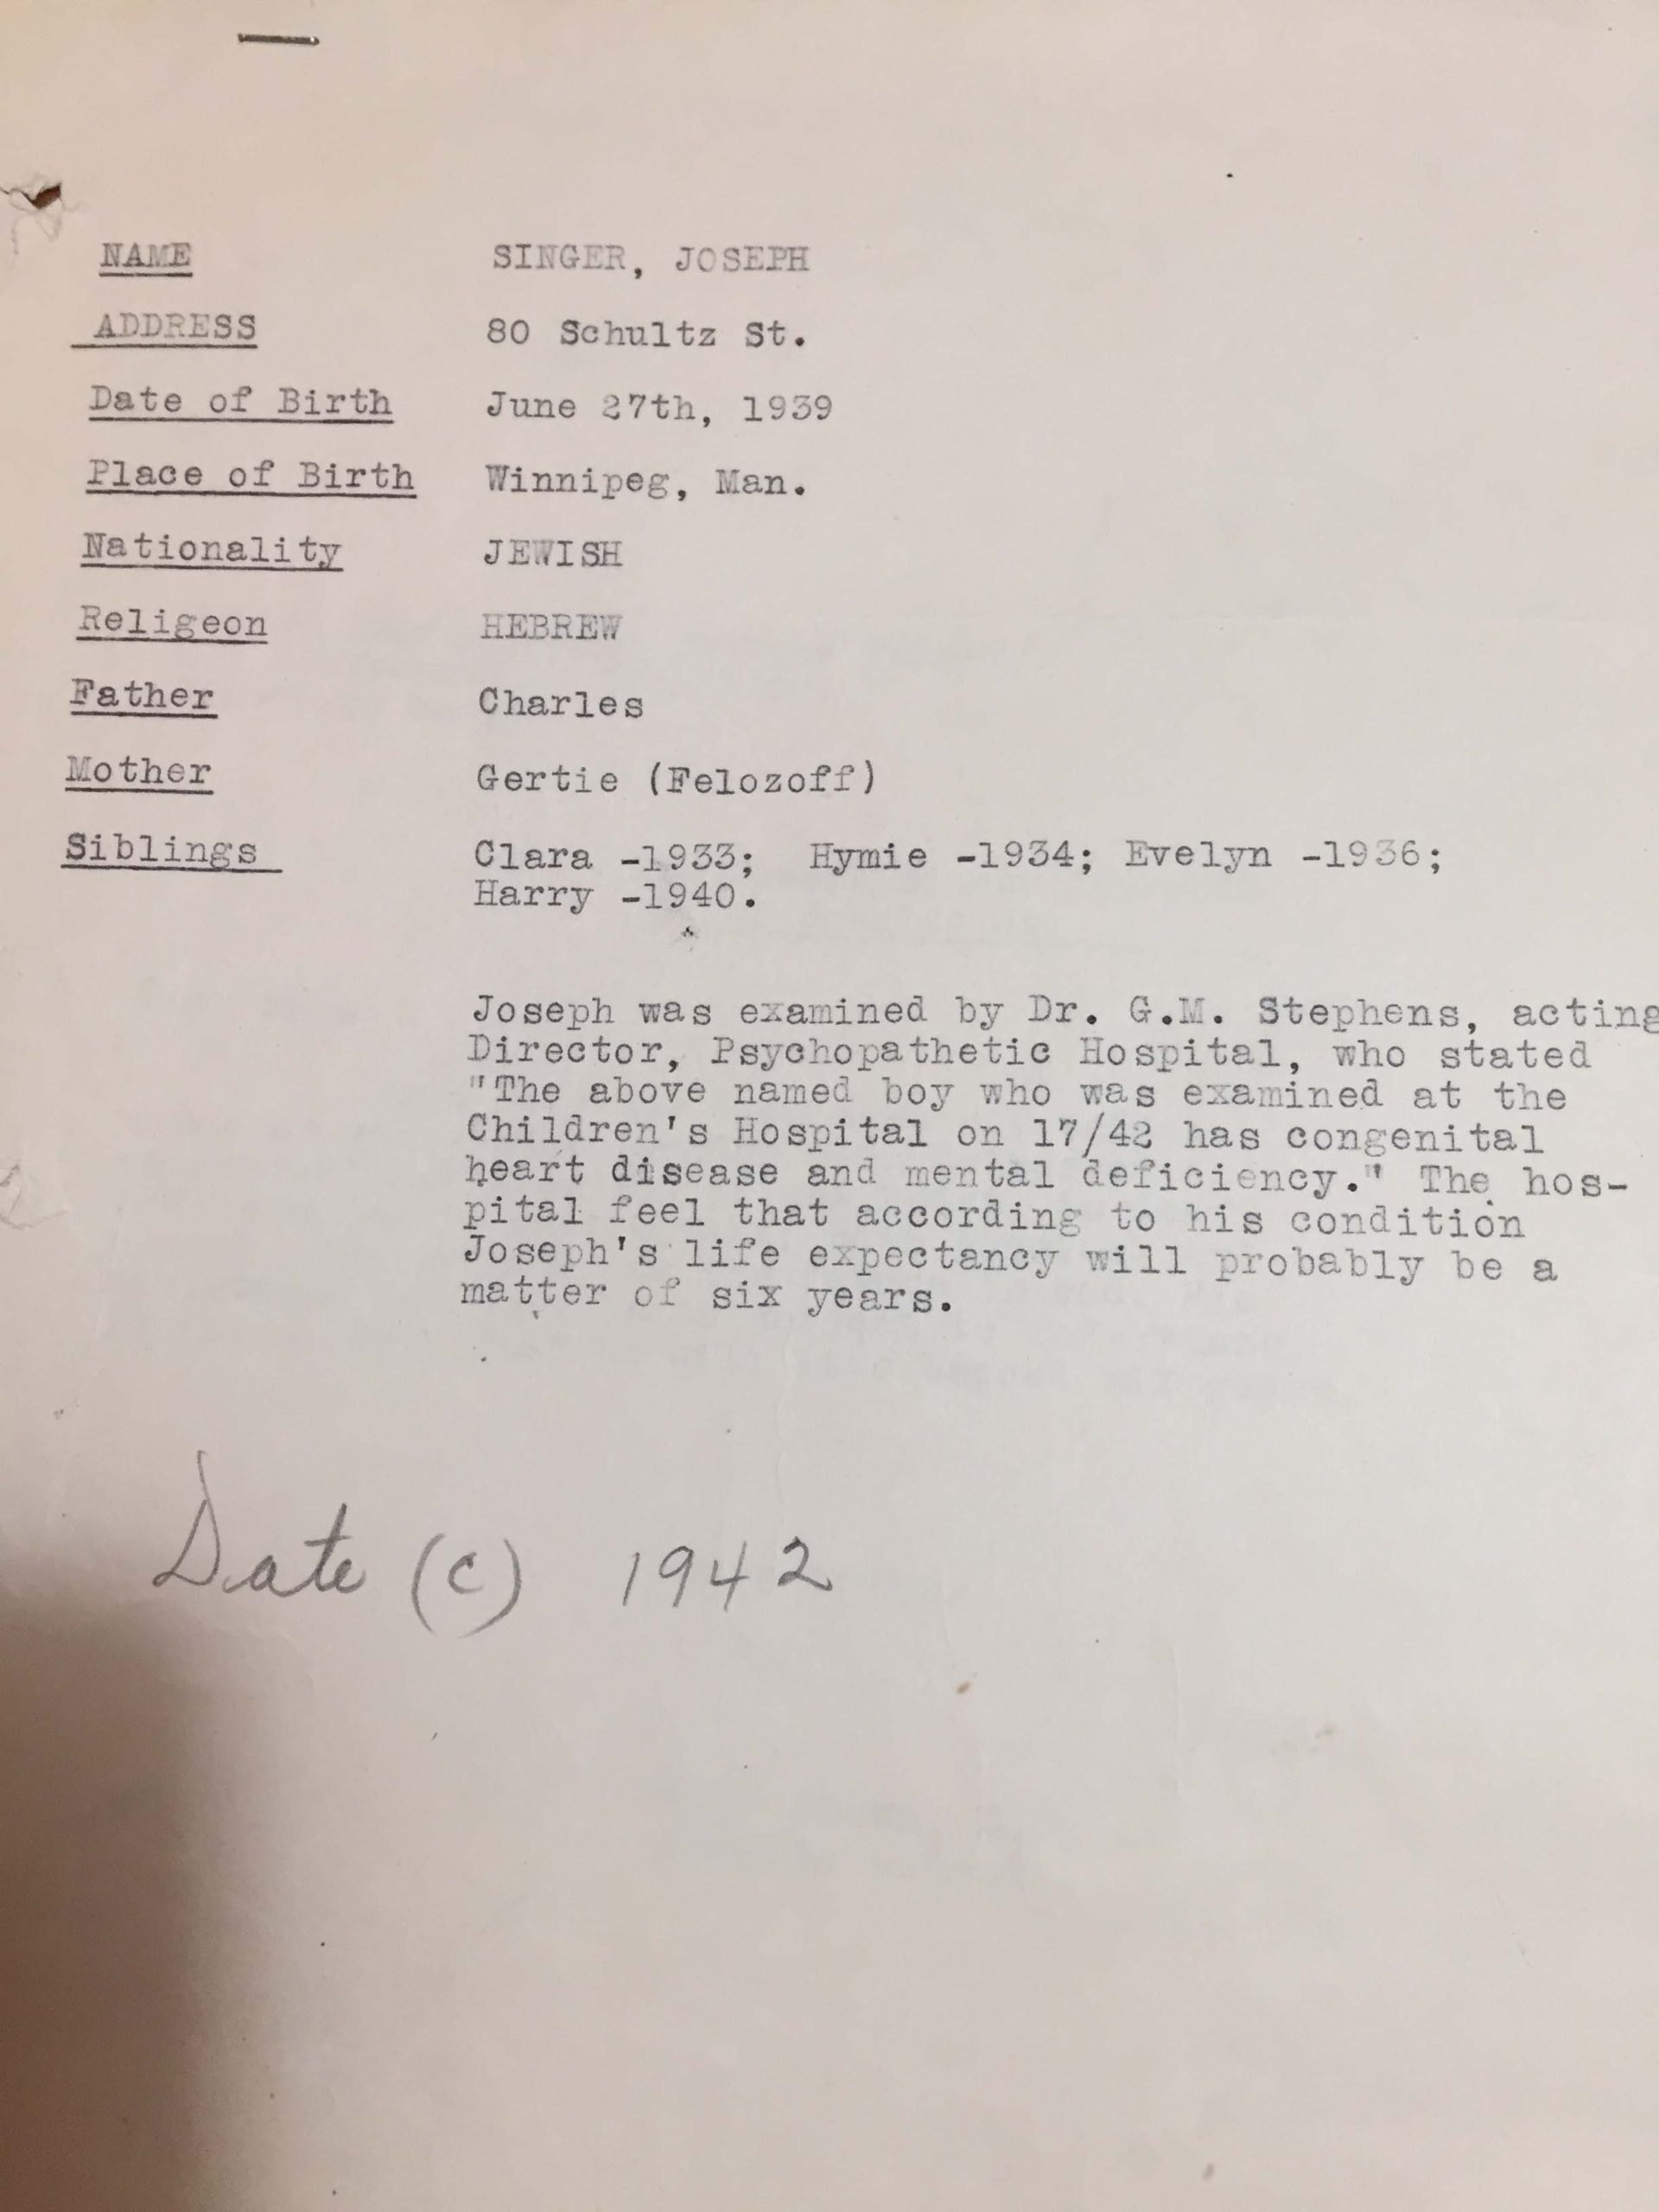 NAME SINGER, JOSEPH
ADDRESS 80 Schultz St.
Date of Birth June 27th, 1939
Place of Birth Winnipeg, Man.
Nationality JEWISH
Religeon HEBREW
Father Charles
Mother Gertie (Felozoff)
Siblings Clara -1933; Hymie -1934; Evelyn -1936;
Harry -1940.
Joseph was examined by Dr. G.M. Stephens, acting
Director, Psychopathetic Hospital, who stated
"The above named boy who was examined at the
Children's Hospital on 17/42 has congenital
heart disease and mental deficiency." The hos-
pital feel that according to his condition
Joseph's life expectancy will probably be a
matter of six years.
Date (c) 1942